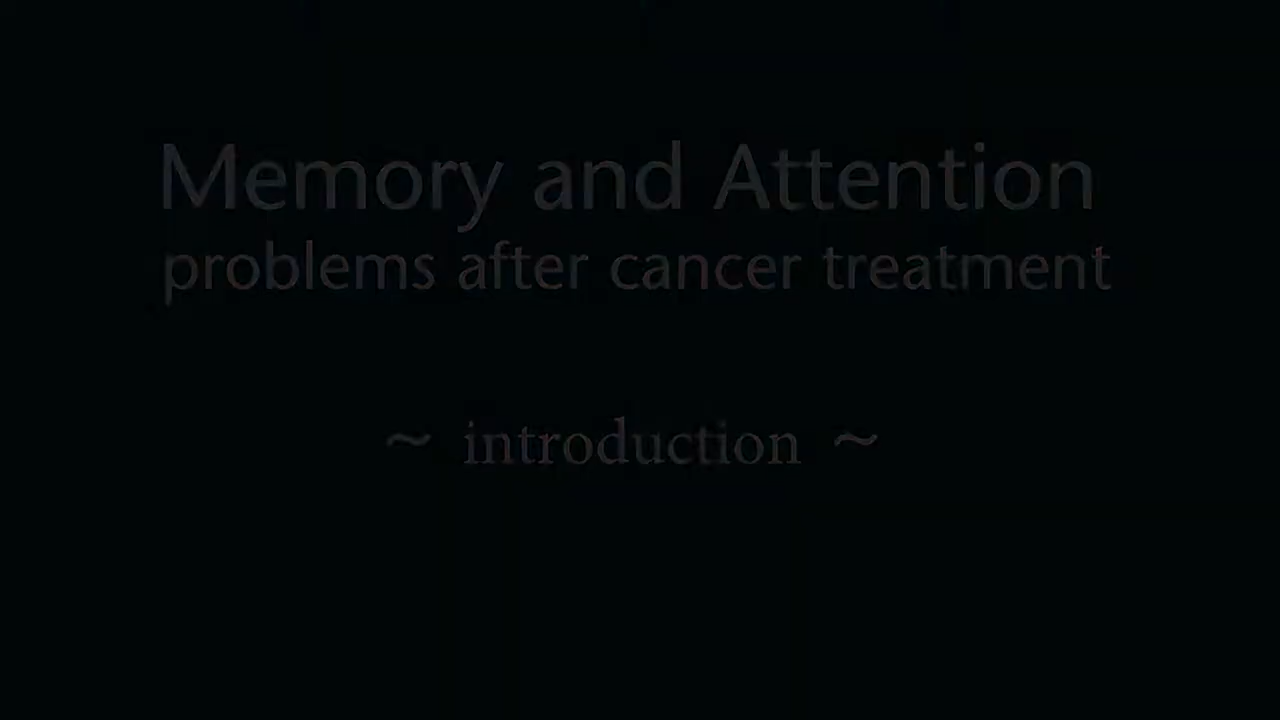 Memory and Attention
problems after cancer treatment
~ introduction ~